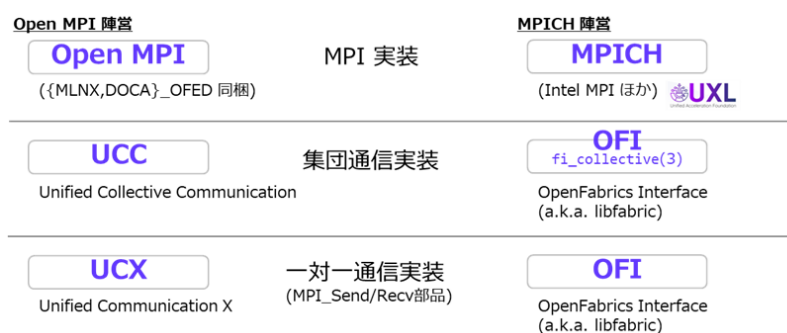 Open MPI 陣営
MPICH 陣営
Open MPI
MPI 実装
MPICH
({MLNX,DOCA}_OFED 同梱)
(Intel MPI ほか)
UXL
Unified Acceleration Foundation
UCC
集団通信実装
OFI
fi_collective(3)
Unified Collective Communication
OpenFabrics Interface
(a.k.a. libfabric)
UCX
一対一通信実装
(MPI_Send/Recv部品)
OFI
Unified Communication X
OpenFabrics Interface
(a.k.a. libfabric)